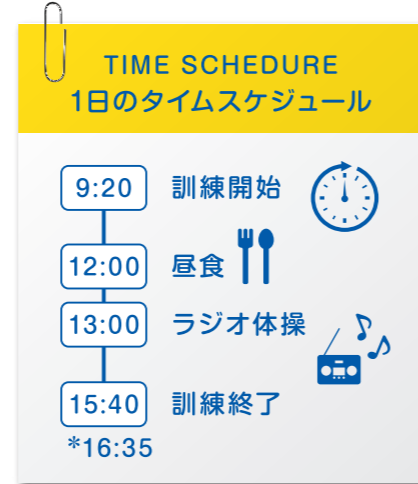 TIME SCHEDURE
1日のタイムスケジュール
9:20 訓練開始
12:00 昼食
13:00 ラジオ体操
15:40 訓練終了
*16:35